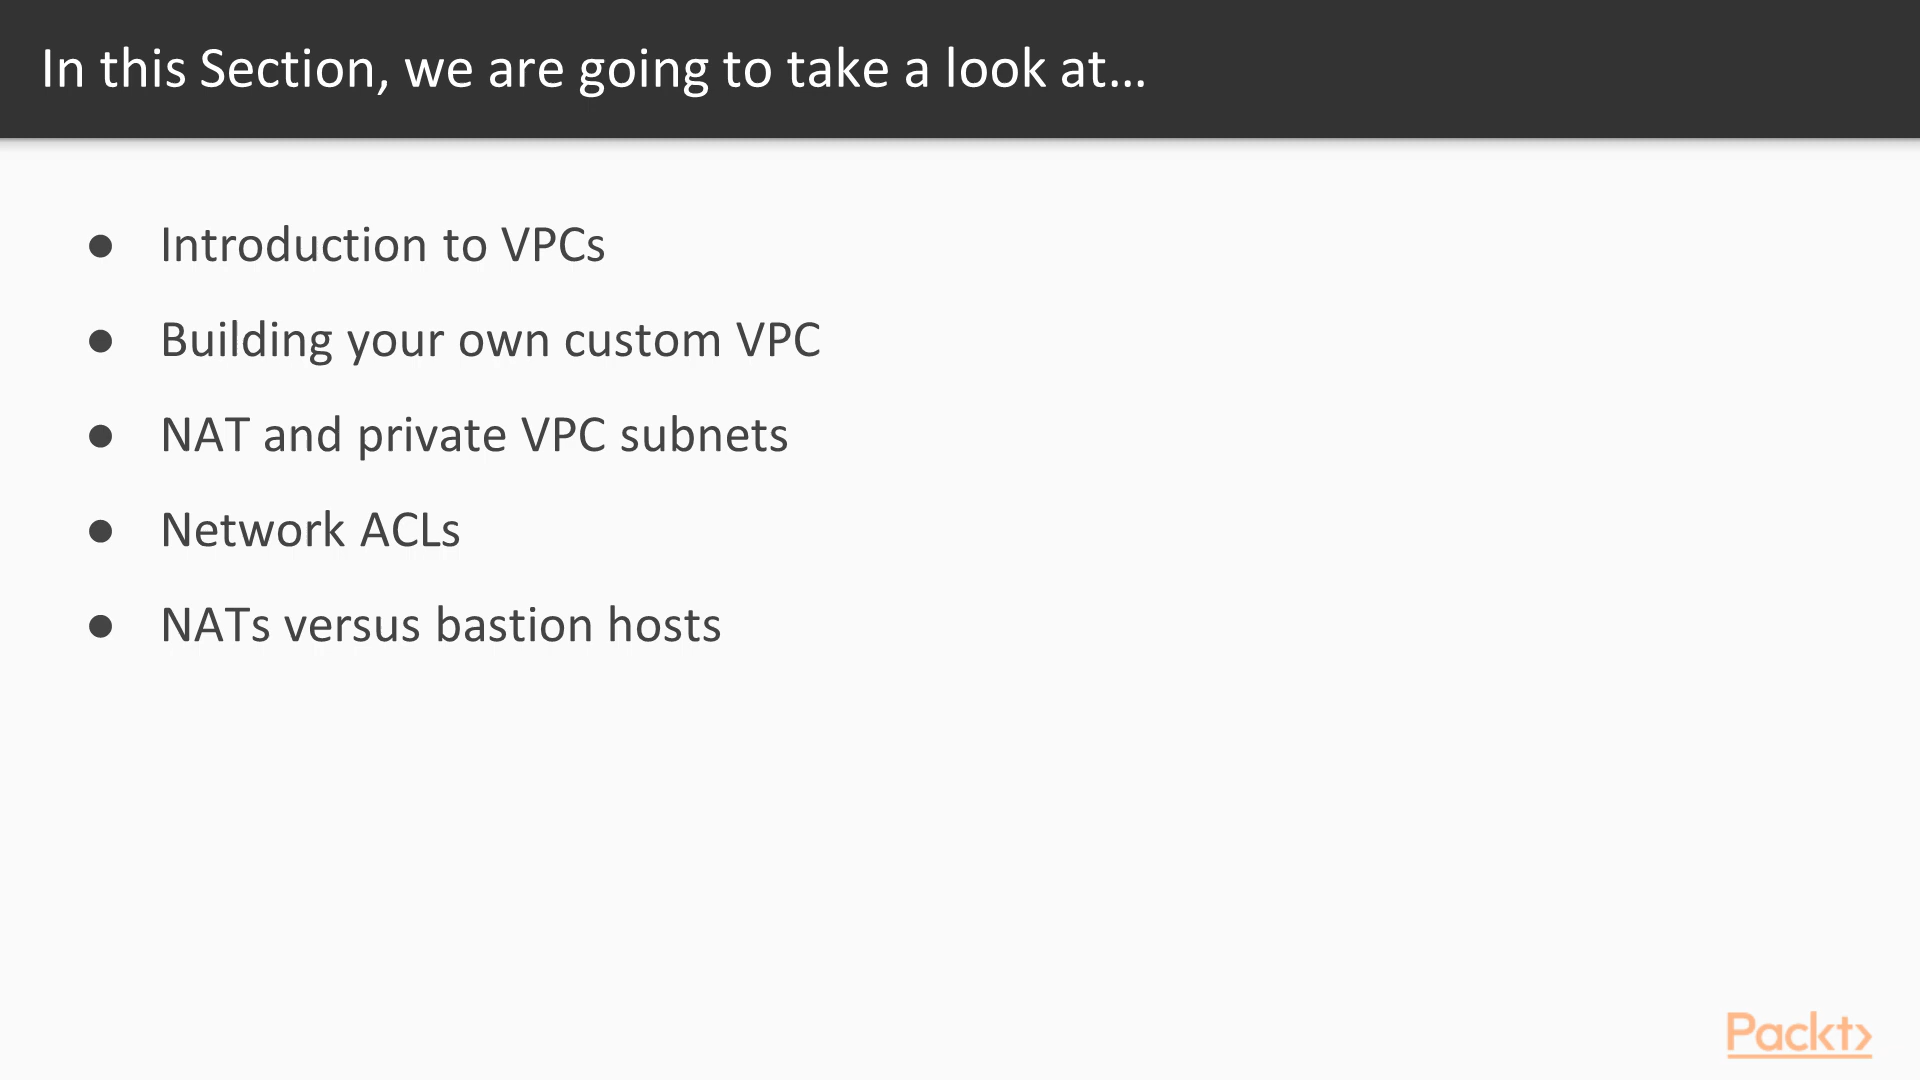 In this Section, we are going to take a look at...
● Introduction to VPCs
● Building your own custom VPC
● NAT and private VPC subnets
● Network ACLs
● NATs versus bastion hosts
Packt>